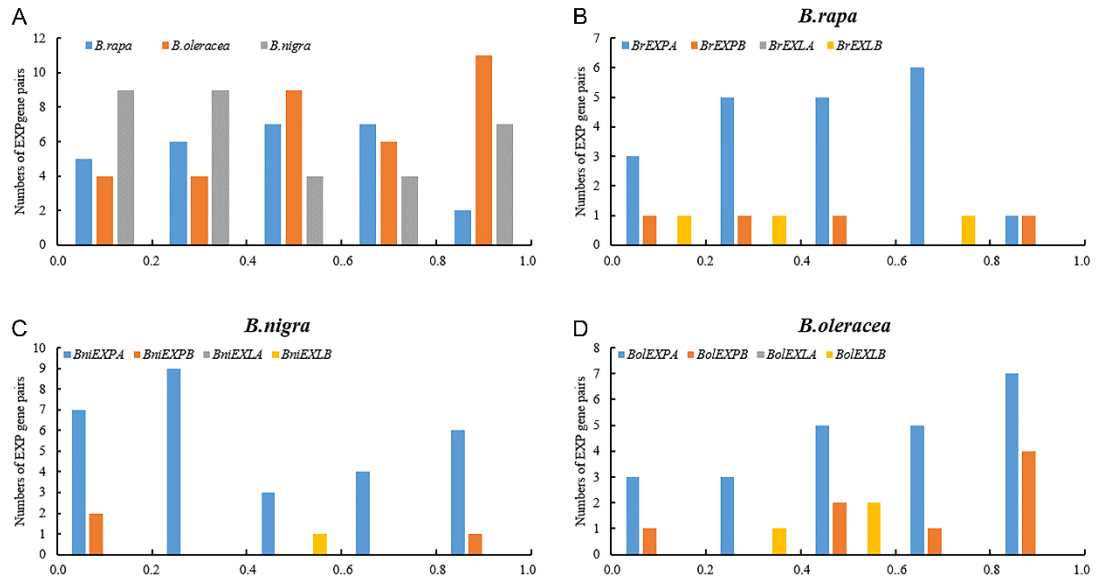 A
B.rapa B.oleracea B.nigra
Numbers of EXPgene pairs
12
10
8
6
4
2
0
0.0 0.2 0.4 0..6 0.8 1.0
B
B.rapa
BrEXPA BrEXPB BrEXLA BrEXLB
Numbers of EXP gene pairs
7
6
5
4
3
2
1
0
0.0 0.2 0.4 0..6 0.8 1.0
C
B.nigra
BniEXPA BniEXPB BniEXLA BniEXLB
Numbers of EXP gene pairs
10
9
8
7
6
5
4
3
2
1
0
0.0 0.2 0.4 0..6 0.8 1.0
D
B.oleracea
BolEXPA BolEXPB BolEXLA BolEXLB
Numbers of EXP gene pairs
8
7
6
5
4
3
2
1
0
0.0 0.2 0.4 0..6 0.8 1.0